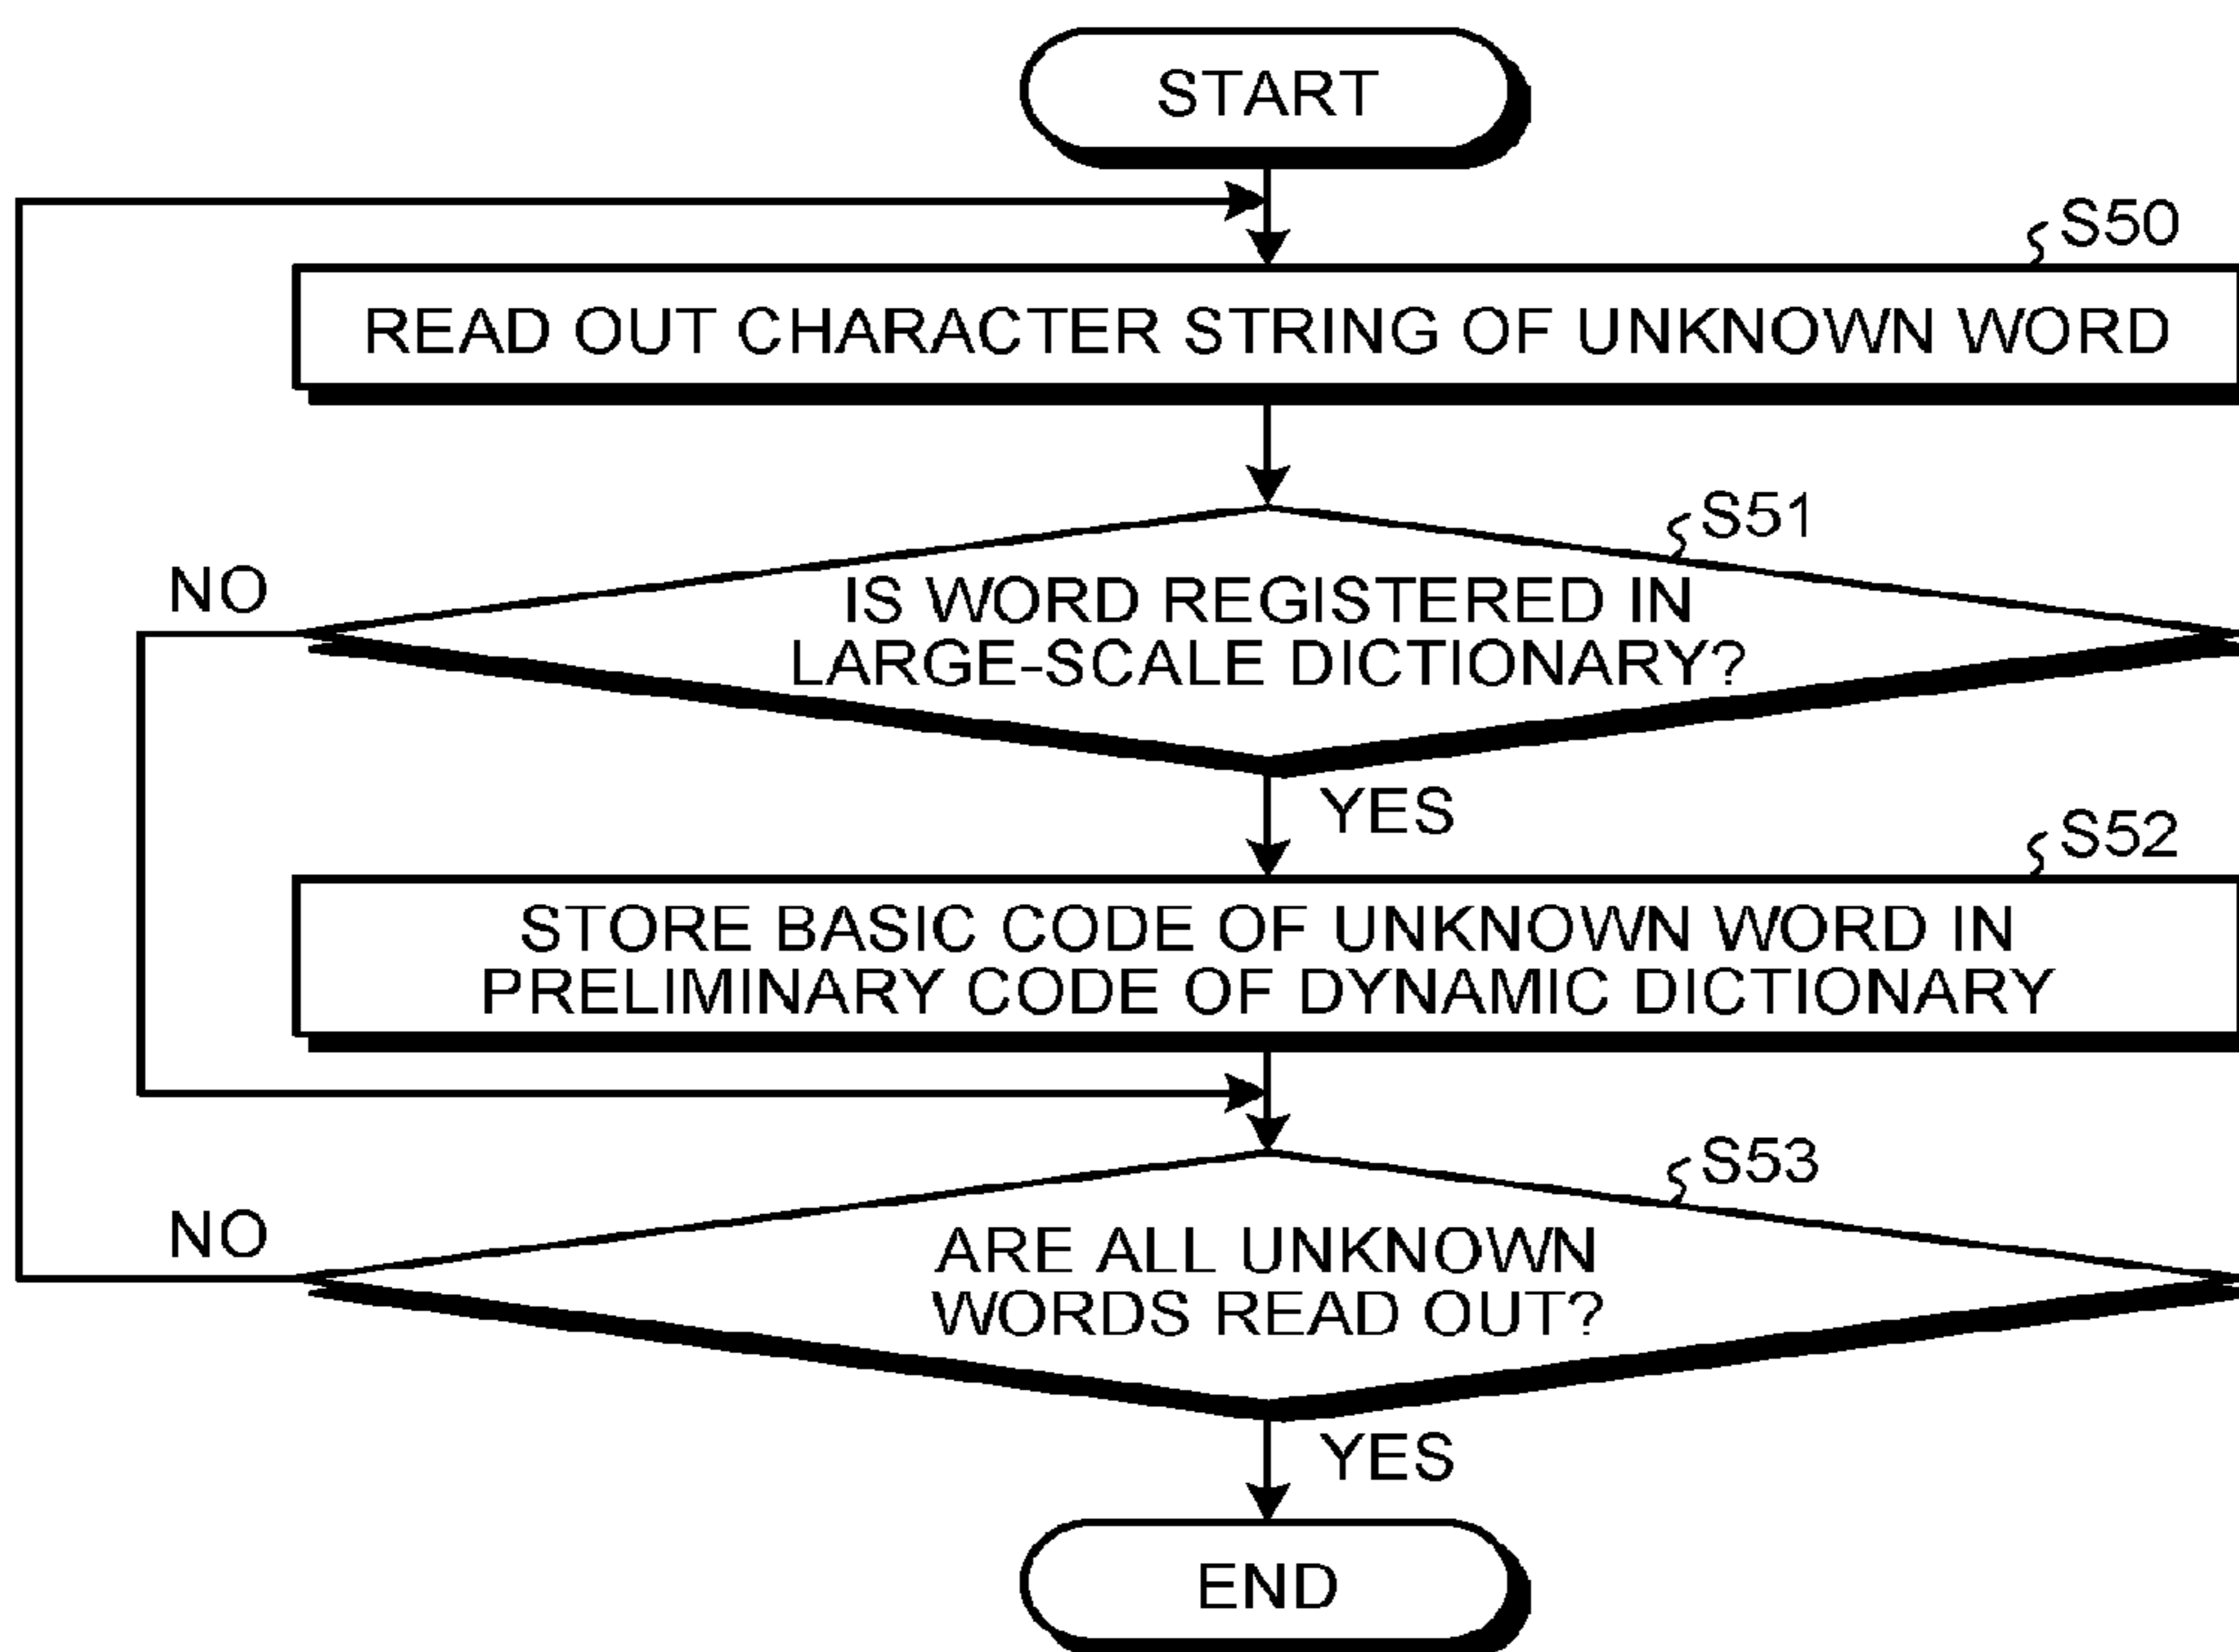 START
S50
READ OUT CHARACTER STRING OF UNKNOWN WORD
S51
NO
IS WORD REGISTERED IN
LARGE-SCALE DICTIONARY?
YES
S52
STORE BASIC CODE OF UNKNOWN WORD IN
PRELIMINARY CODE OF DYNAMIC DICTIONARY
S53
NO
ARE ALL UNKNOWN
WORDS READ OUT?
YES
END